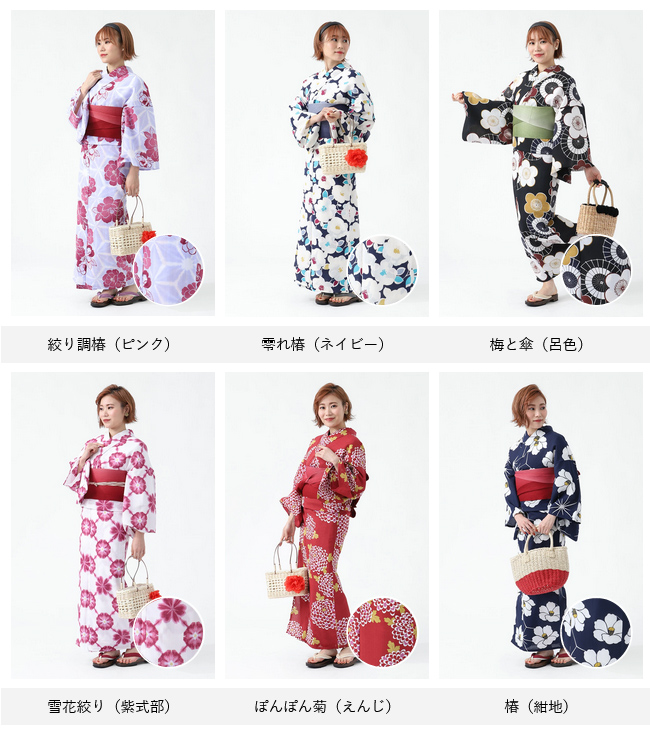 絞り調椿（ピンク）
零れ椿（ネイビー）
梅と傘（呂色）
雪花絞り（紫式部）
ぽんぽん菊（えんじ）
椿（紺地）